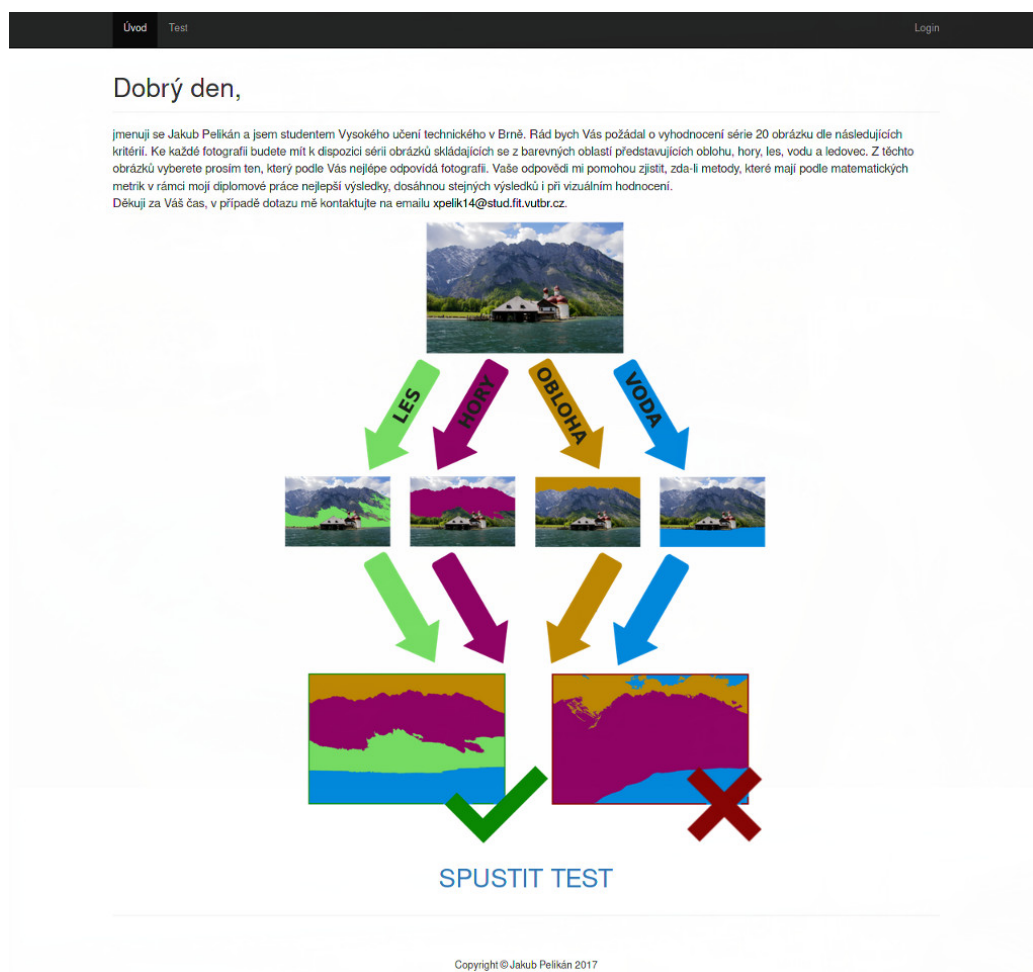 Úvod Test Login
Dobrý den,
jmenuji se Jakub Pelikán a jsem studentem Vysokého učení technického v Brně. Rád bych Vás požádal o vyhodnocení série 20 obrázku dle následujících
kritérií. Ke každé fotografii budete mít k dispozici sérii obrázků skládajících se z barevných oblastí představujících oblohu, hory, les, vodu a ledovec. Z těchto
obrázků vyberete prosím ten, který podle Vás nejlépe odpovídá fotografii. Vaše odpovědi mi pomohou zjistit, zda-li metody, které mají podle matematických
metrik v rámci mojí diplomové práce nejlepší výsledky, dosáhnou stejných výsledků i při vizuálním hodnocení.
Děkuji za Váš čas, v případě dotazu mě kontaktujte na emailu xpelik14@stud.fit.vutbr.cz.
LES HORY OBLOHA VODA
SPUSTIT TEST
Copyright © Jakub Pelikán 2017